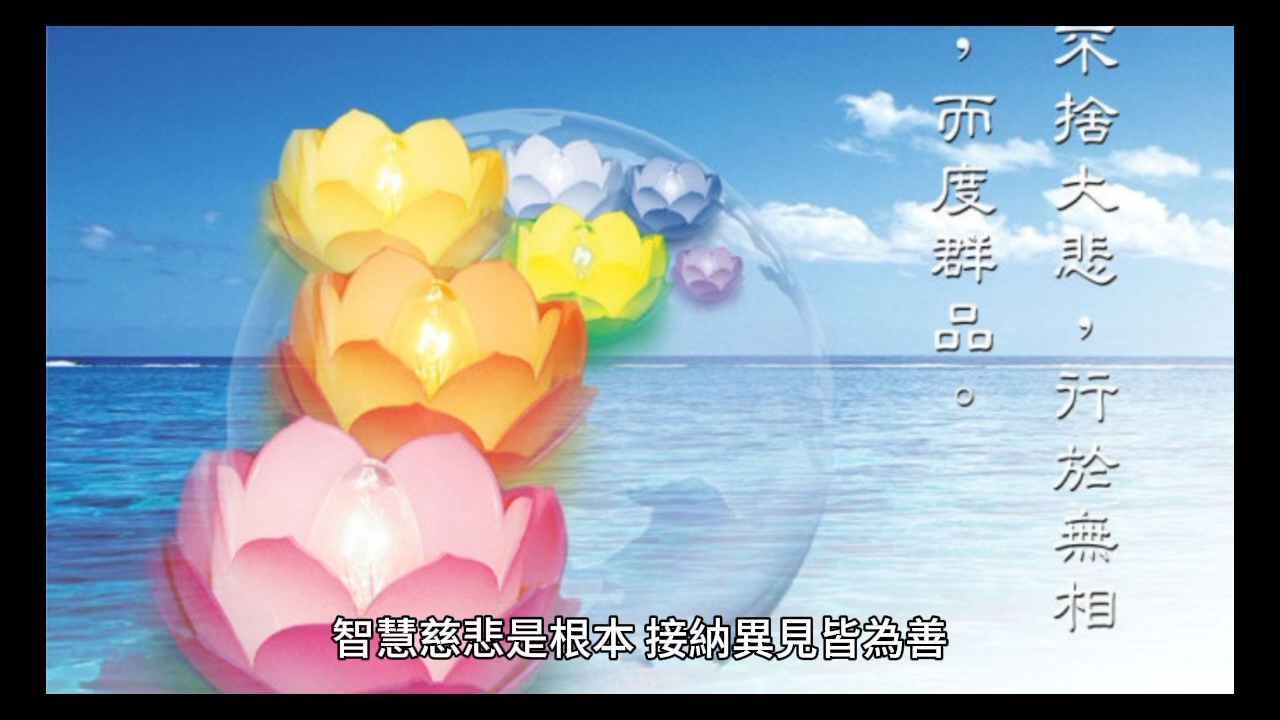 捨大悲，行於無相
，而度群品。
智慧慈悲是根本 接納異見皆為善